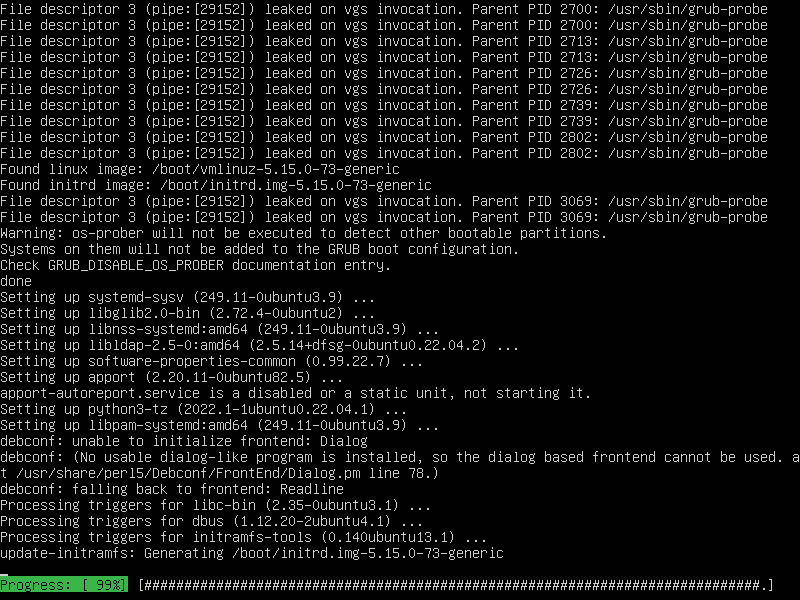 File descriptor 3 (pipe:[29152]) leaked on vgs invocation. Parent PID 2700: /usr/sbin/grub-probe
File descriptor 3 (pipe:[29152]) leaked on vgs invocation. Parent PID 2700: /usr/sbin/grub-probe
File descriptor 3 (pipe:[29152]) leaked on vgs invocation. Parent PID 2713: /usr/sbin/grub-probe
File descriptor 3 (pipe:[29152]) leaked on vgs invocation. Parent PID 2713: /usr/sbin/grub-probe
File descriptor 3 (pipe:[29152]) leaked on vgs invocation. Parent PID 2726: /usr/sbin/grub-probe
File descriptor 3 (pipe:[29152]) leaked on vgs invocation. Parent PID 2726: /usr/sbin/grub-probe
File descriptor 3 (pipe:[29152]) leaked on vgs invocation. Parent PID 2739: /usr/sbin/grub-probe
File descriptor 3 (pipe:[29152]) leaked on vgs invocation. Parent PID 2739: /usr/sbin/grub-probe
File descriptor 3 (pipe:[29152]) leaked on vgs invocation. Parent PID 2802: /usr/sbin/grub-probe
File descriptor 3 (pipe:[29152]) leaked on vgs invocation. Parent PID 2802: /usr/sbin/grub-probe
Found linux image: /boot/vmlinuz-5.15.0-73-generic
Found initrd image: /boot/initrd.img-5.15.0-73-generic
File descriptor 3 (pipe:[29152]) leaked on vgs invocation. Parent PID 3069: /usr/sbin/grub-probe
File descriptor 3 (pipe:[29152]) leaked on vgs invocation. Parent PID 3069: /usr/sbin/grub-probe
Warning: os-prober will not be executed to detect other bootable partitions.
Systems on them will not be added to the GRUB boot configuration.
Check GRUB_DISABLE_OS_PROBER documentation entry.
done
Setting up systemd-sysv (249.11-0ubuntu3.9) ...
Setting up libglib2.0-bin (2.72.4-0ubuntu2) ...
Setting up libnss-systemd:amd64 (249.11-0ubuntu3.9) ...
Setting up libldap-2.5-0:amd64 (2.5.14+dfsg-0ubuntu0.22.04.2) ...
Setting up software-properties-common (0.99.22.7) ...
Setting up apport (2.20.11-0ubuntu82.5) ...
apport-autoreport.service is a disabled or a static unit, not starting it.
Setting up python3-tz (2022.1-1ubuntu0.22.04.1) ...
Setting up libpam-systemd:amd64 (249.11-0ubuntu3.9) ...
debconf: unable to initialize frontend: Dialog
debconf: (No usable dialog-like program is installed, so the dialog based frontend cannot be used. a
t /usr/share/perl5/Debconf/FrontEnd/Dialog.pm line 78.)
debconf: falling back to frontend: Readline
Processing triggers for libc-bin (2.35-0ubuntu3.1) ...
Processing triggers for dbus (1.12.20-2ubuntu4.1) ...
Processing triggers for initramfs-tools (0.140ubuntu13.1) ...
update-initramfs: Generating /boot/initrd.img-5.15.0-73-generic
Progress: [ 99%] [#############################################################################.]